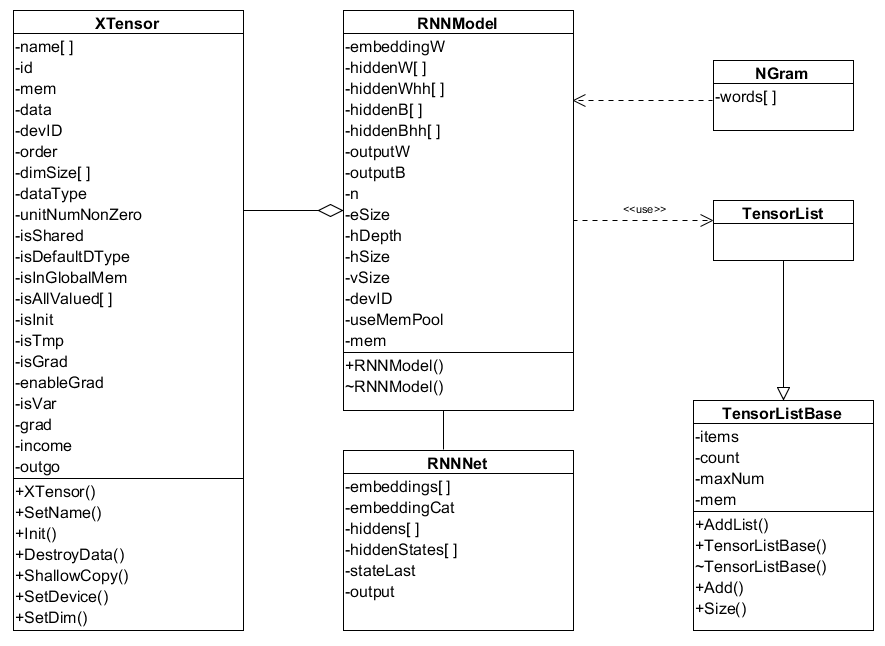 XTensor
-name[ ]
-id
-mem
-data
-devID
-order
-dimSize[ ]
-dataType
-unitNumNonZero
-isShared
-isDefaultDType
-isInGlobalMem
-isAllValued[ ]
-isInit
-isTmp
-isGrad
-enableGrad
-isVar
-grad
-income
-outgo
+XTensor()
+SetName()
+Init()
+DestroyData()
+ShallowCopy()
+SetDevice()
+SetDim()
RNNModel
-embeddingW
-hiddenW[ ]
-hiddenWhh[ ]
-hiddenB[ ]
-hiddenBhh[ ]
-outputW
-outputB
-n
-eSize
-hDepth
-hSize
-vSize
-devID
-useMemPool
-mem
+RNNModel()
~RNNModel()
RNNNet
-embeddings[ ]
-embeddingCat
-hiddens[ ]
-hiddenStates[ ]
-stateLast
-output
NGram
-words[ ]
<<use>>
TensorList
TensorListBase
-items
-count
-maxNum
-mem
+AddList()
+TensorListBase()
~TensorListBase()
+Add()
+Size()